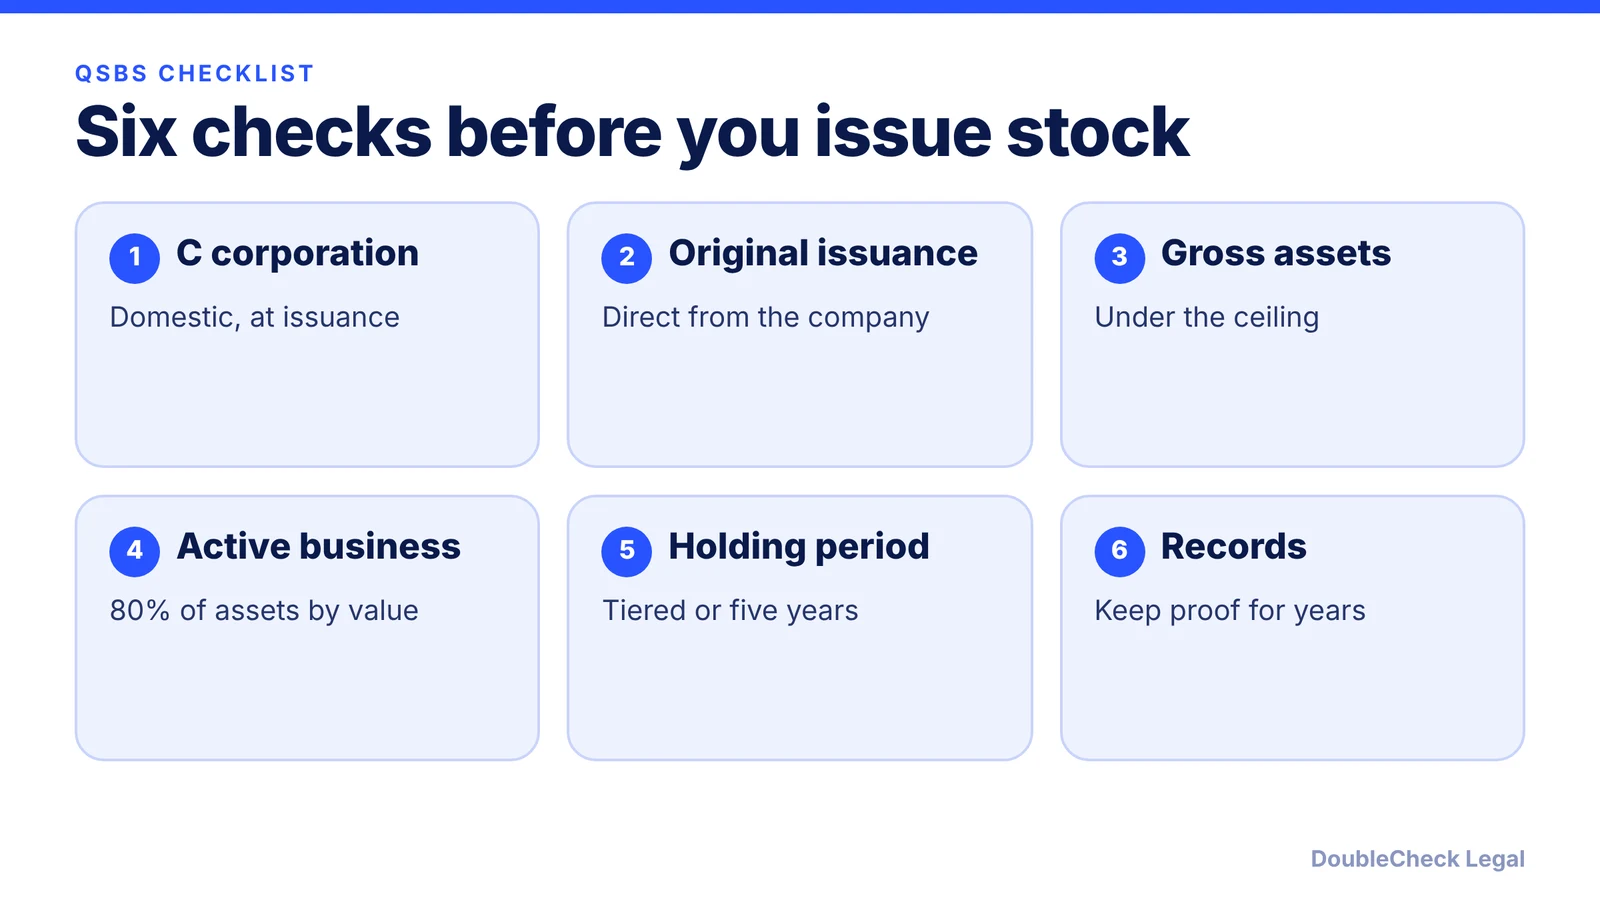 QSBS CHECKLIST
Six checks before you issue stock
1 C corporation
Domestic, at issuance
2 Original issuance
Direct from the company
3 Gross assets
Under the ceiling
4 Active business
80% of assets by value
5 Holding period
Tiered or five years
6 Records
Keep proof for years
DoubleCheck Legal